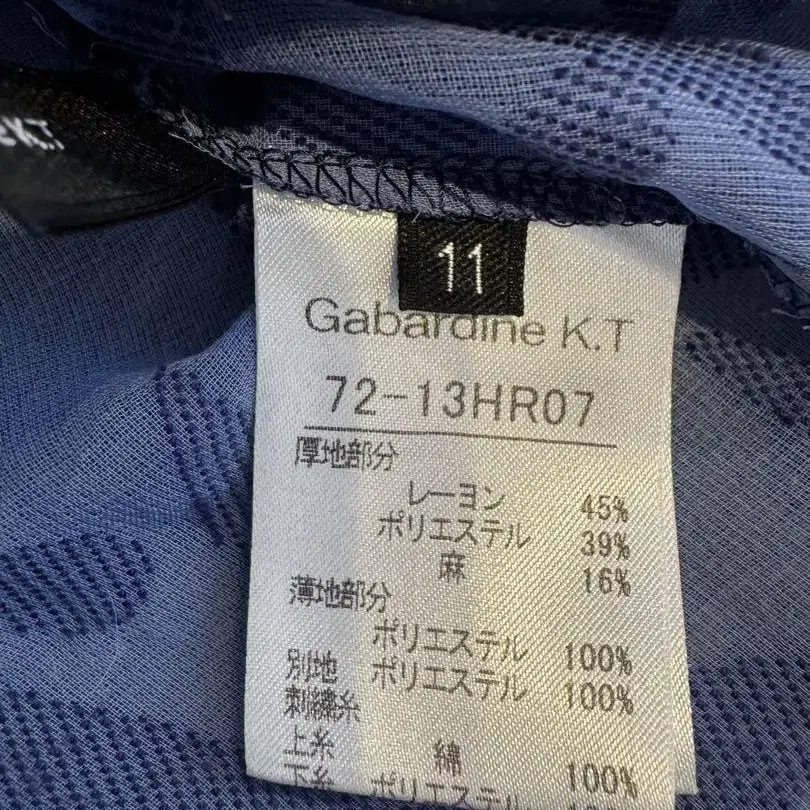 K.T.
11
Gabardine K.T
72-13HR07
厚地部分
レーヨン 45%
ポリエステル 39%
麻 16%
薄地部分
ポリエステル 100%
別地 ポリエステル 100%
刺繍糸
上糸 綿 100%
下糸 ポリエステル 100%